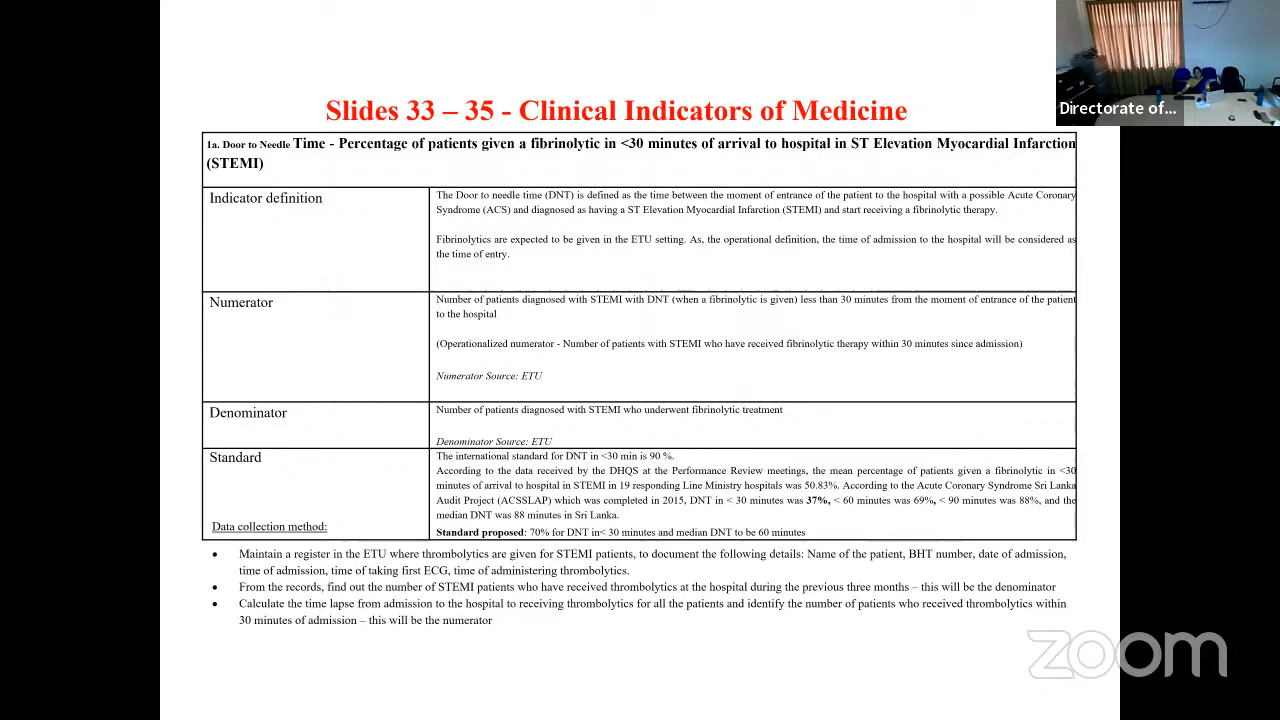 Directorate of...
Slides 33 – 35 - Clinical Indicators of Medicine
1a. Door to Needle Time - Percentage of patients given a fibrinolytic in <30 minutes of arrival to hospital in ST Elevation Myocardial Infarction
(STEMI)
Indicator definition
The Door to needle time (DNT) is defined as the time between the moment of entrance of the patient to the hospital with a possible Acute Coronary
Syndrome (ACS) and diagnosed as having a ST Elevation Myocardial Infarction (STEMI) and start receiving a fibrinolytic therapy.
Fibrinolytics are expected to be given in the ETU setting. As, the operational definition, the time of admission to the hospital will be considered as
the time of entry.
Numerator
Number of patients diagnosed with STEMI with DNT (when a fibrinolytic is given) less than 30 minutes from the moment of entrance of the patient
to the hospital
(Operationalized numerator - Number of patients with STEMI who have received fibrinolytic therapy within 30 minutes since admission)
Numerator Source: ETU
Denominator
Number of patients diagnosed with STEMI who underwent fibrinolytic treatment
Denominator Source: ETU
Standard
The international standard for DNT in <30 min is 90 %.
According to the data received by the DHQS at the Performance Review meetings, the mean percentage of patients given a fibrinolytic in <30
minutes of arrival to hospital in STEMI in 19 responding Line Ministry hospitals was 50.83%. According to the Acute Coronary Syndrome Sri Lanka
Audit Project (ACSSLAP) which was completed in 2015, DNT in < 30 minutes was 37%, < 60 minutes was 69%, < 90 minutes was 88%, and the
median DNT was 88 minutes in Sri Lanka.
Standard proposed: 70% for DNT in< 30 minutes and median DNT to be 60 minutes
Data collection method:
• Maintain a register in the ETU where thrombolytics are given for STEMI patients, to document the following details: Name of the patient, BHT number, date of admission,
time of admission, time of taking first ECG, time of administering thrombolytics.
• From the records, find out the number of STEMI patients who have received thrombolytics at the hospital during the previous three months – this will be the denominator
• Calculate the time lapse from admission to the hospital to receiving thrombolytics for all the patients and identify the number of patients who received thrombolytics within
30 minutes of admission – this will be the numerator
zoom